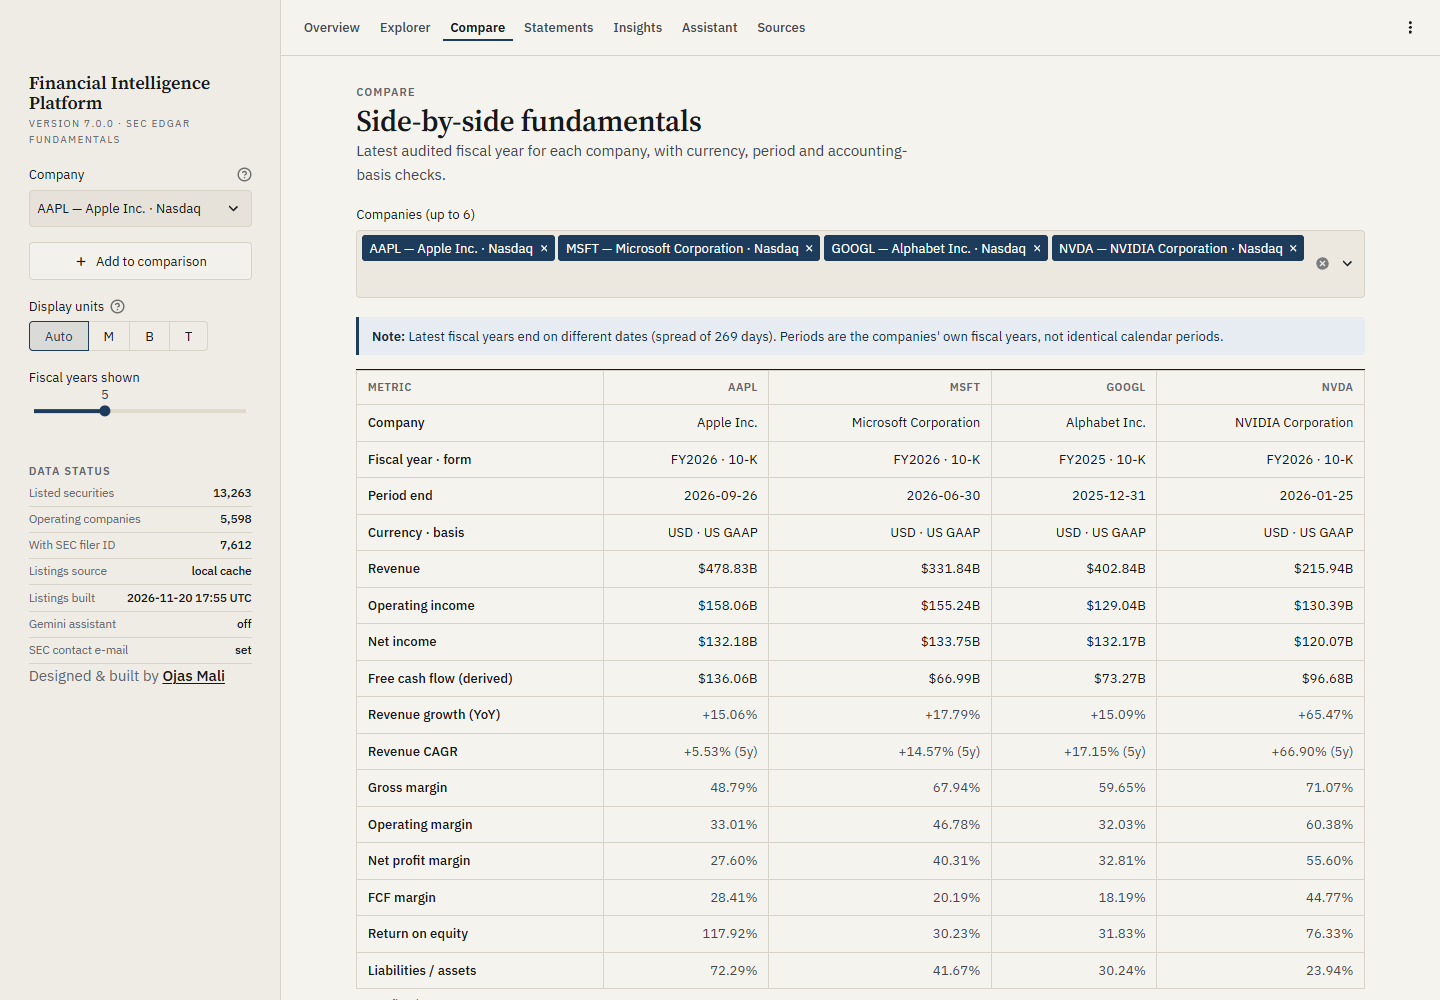 Overview Explorer Compare Statements Insights Assistant Sources
Financial Intelligence
Platform
VERSION 7.0.0 · SEC EDGAR
FUNDAMENTALS
Company
AAPL — Apple Inc. · Nasdaq
+ Add to comparison
Display units
Auto M B T
Fiscal years shown
5
DATA STATUS
Listed securities 13,263
Operating companies 5,598
With SEC filer ID 7,612
Listings source local cache
Listings built 2026-11-20 17:55 UTC
Gemini assistant off
SEC contact e-mail set
Designed & built by Ojas Mali
COMPARE
Side-by-side fundamentals
Latest audited fiscal year for each company, with currency, period and accounting-
basis checks.
Companies (up to 6)
AAPL — Apple Inc. · Nasdaq × MSFT — Microsoft Corporation · Nasdaq × GOOGL — Alphabet Inc. · Nasdaq × NVDA — NVIDIA Corporation · Nasdaq ×
Note: Latest fiscal years end on different dates (spread of 269 days). Periods are the companies' own fiscal years, not identical calendar periods.
METRIC AAPL MSFT GOOGL NVDA
Company Apple Inc. Microsoft Corporation Alphabet Inc. NVIDIA Corporation
Fiscal year · form FY2026 · 10-K FY2026 · 10-K FY2025 · 10-K FY2026 · 10-K
Period end 2026-09-26 2026-06-30 2025-12-31 2026-01-25
Currency · basis USD · US GAAP USD · US GAAP USD · US GAAP USD · US GAAP
Revenue $478.83B $331.84B $402.84B $215.94B
Operating income $158.06B $155.24B $129.04B $130.39B
Net income $132.18B $133.75B $132.17B $120.07B
Free cash flow (derived) $136.06B $66.99B $73.27B $96.68B
Revenue growth (YoY) +15.06% +17.79% +15.09% +65.47%
Revenue CAGR +5.53% (5y) +14.57% (5y) +17.15% (5y) +66.90% (5y)
Gross margin 48.79% 67.94% 59.65% 71.07%
Operating margin 33.01% 46.78% 32.03% 60.38%
Net profit margin 27.60% 40.31% 32.81% 55.60%
FCF margin 28.41% 20.19% 18.19% 44.77%
Return on equity 117.92% 30.23% 31.83% 76.33%
Liabilities / assets 72.29% 41.67% 30.24% 23.94%